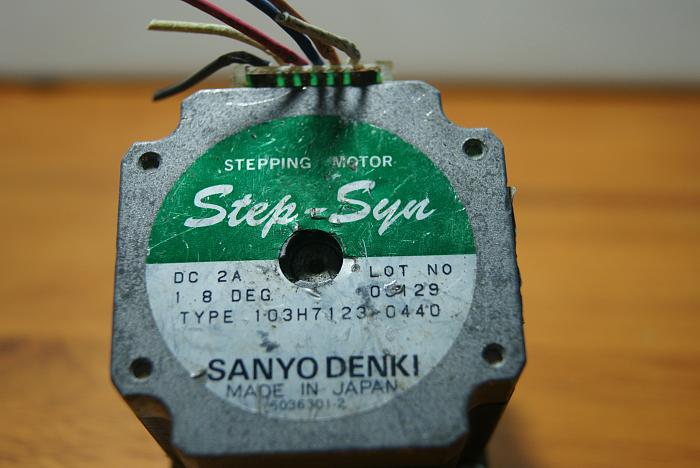 STEPPING MOTOR
Step-Syn
DC 2A LOT NO
1.8 DEG
TYPE 103H7123-0440
SANYO DENKI
MADE IN JAPAN